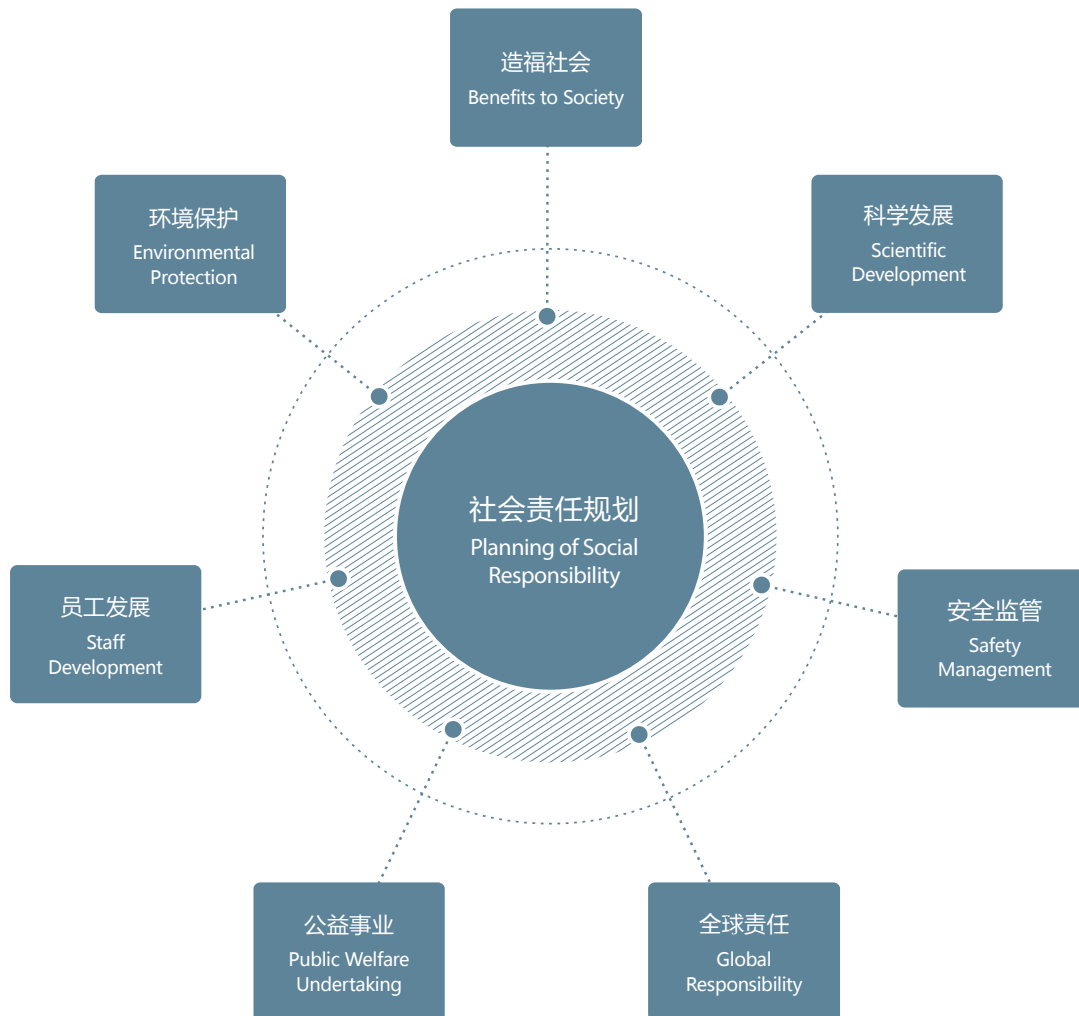 造福社会
Benefits to Society
环境保护
Environmental
Protection
科学发展
Scientific
Development
社会责任规划
Planning of Social
Responsibility
员工发展
Staff
Development
安全监管
Safety
Management
公益事业
Public Welfare
Undertaking
全球责任
Global
Responsibility